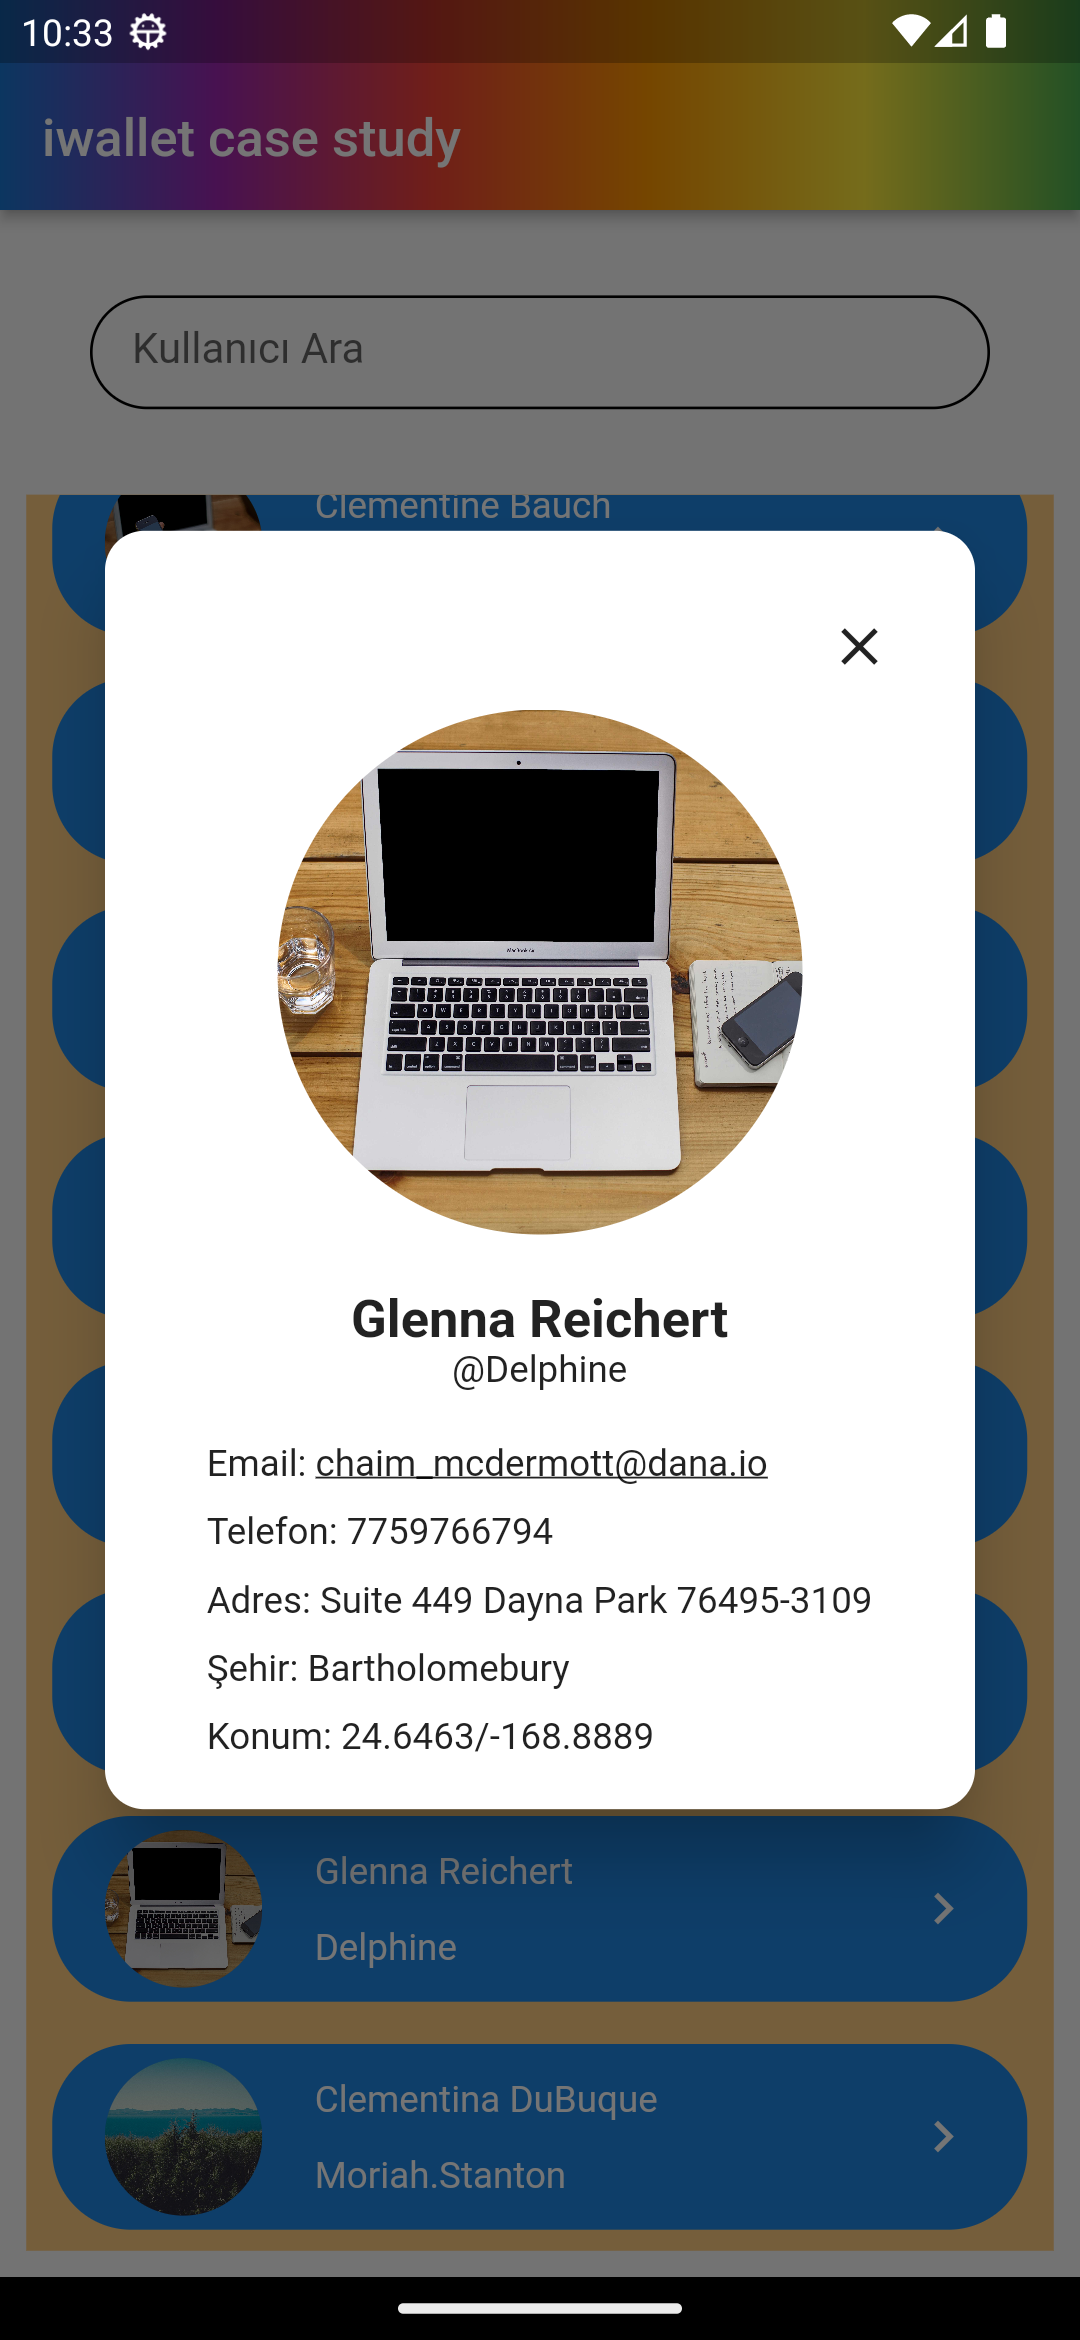 10:33
iwallet case study
Kullanıcı Ara
Clementine Bauch
MacBook Air
Glenna Reichert
@Delphine
Email: chaim_mcdermott@dana.io
Telefon: 7759766794
Adres: Suite 449 Dayna Park 76495-3109
Şehir: Bartholomebury
Konum: 24.6463/-168.8889
Glenna Reichert
Delphine
Clementina DuBuque
Moriah.Stanton